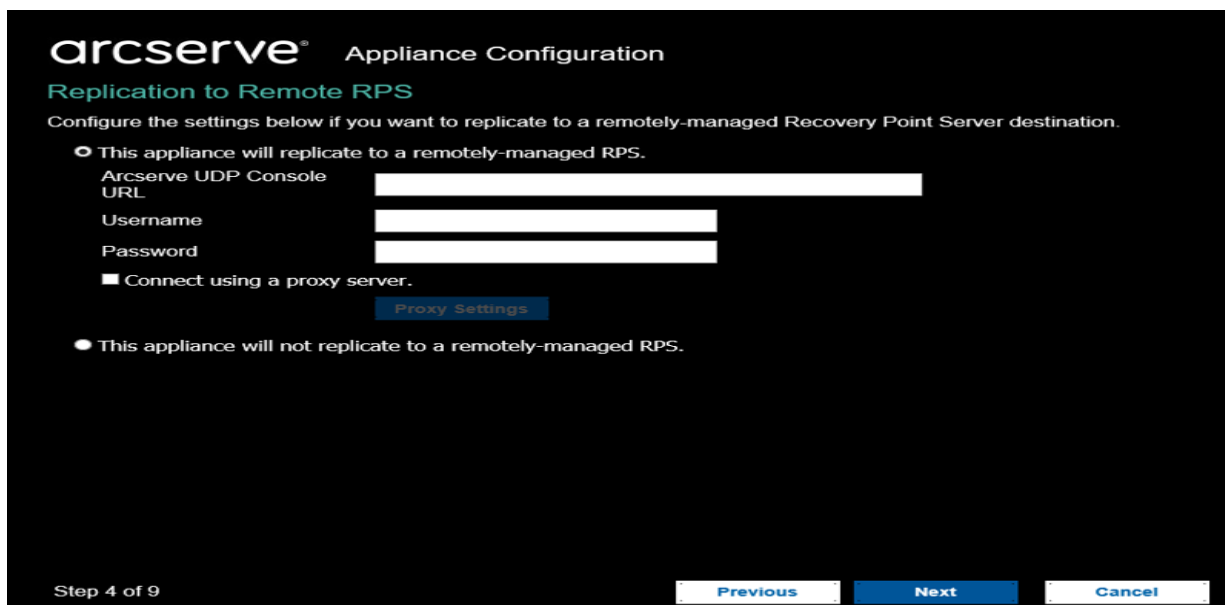 arcserve® Appliance Configuration
Replication to Remote RPS
Configure the settings below if you want to replicate to a remotely-managed Recovery Point Server destination.
This appliance will replicate to a remotely-managed RPS.
Arcserve UDP Console
URL
Username
Password
Connect using a proxy server.
Proxy Settings
This appliance will not replicate to a remotely-managed RPS.
Step 4 of 9 Previous Next Cancel